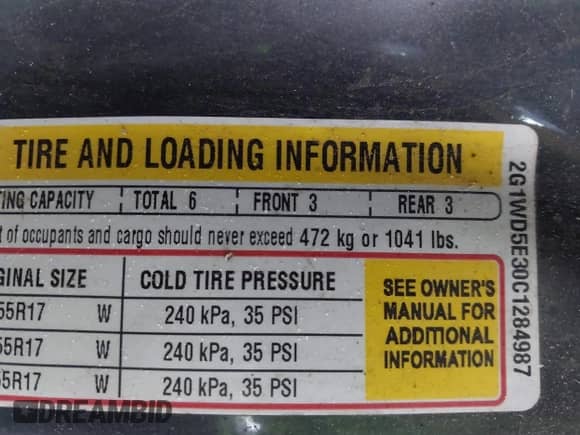 TIRE AND LOADING INFORMATION
TING CAPACITY TOTAL 6 FRONT 3 REAR 3
t of occupants and cargo should never exceed 472 kg or 1041 lbs.
GINAL SIZE COLD TIRE PRESSURE
55R17 W 240 kPa, 35 PSI
55R17 W 240 kPa, 35 PSI
55R17 W 240 kPa, 35 PSI
SEE OWNER'S
MANUAL FOR
ADDITIONAL
INFORMATION
2G1WD5E30C1284987
DREAMBID